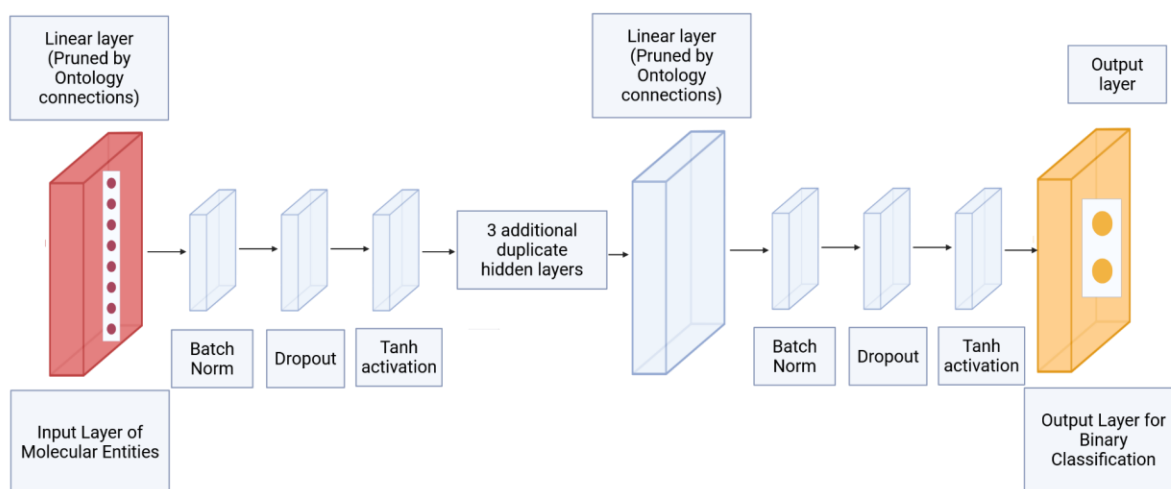 Linear layer
(Pruned by
Ontology
connections)
Linear layer
(Pruned by
Ontology
connections)
Output
layer
3 additional
duplicate
hidden layers
Batch
Norm
Dropout
Tanh
activation
Batch
Norm
Dropout
Tanh
activation
Input Layer of
Molecular Entities
Output Layer for
Binary
Classification